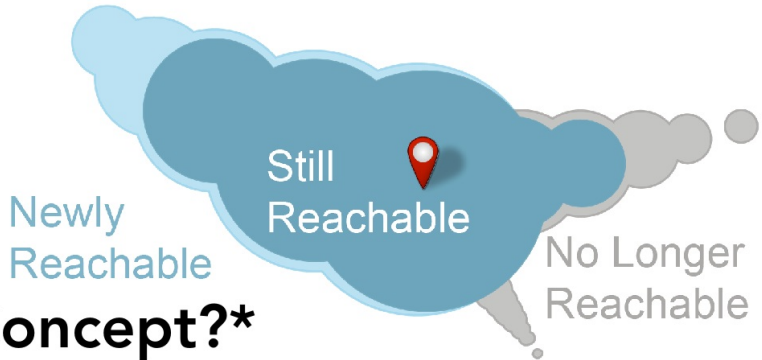 Still
Reachable
Newly
Reachable
No Longer
Reachable
oncept?*